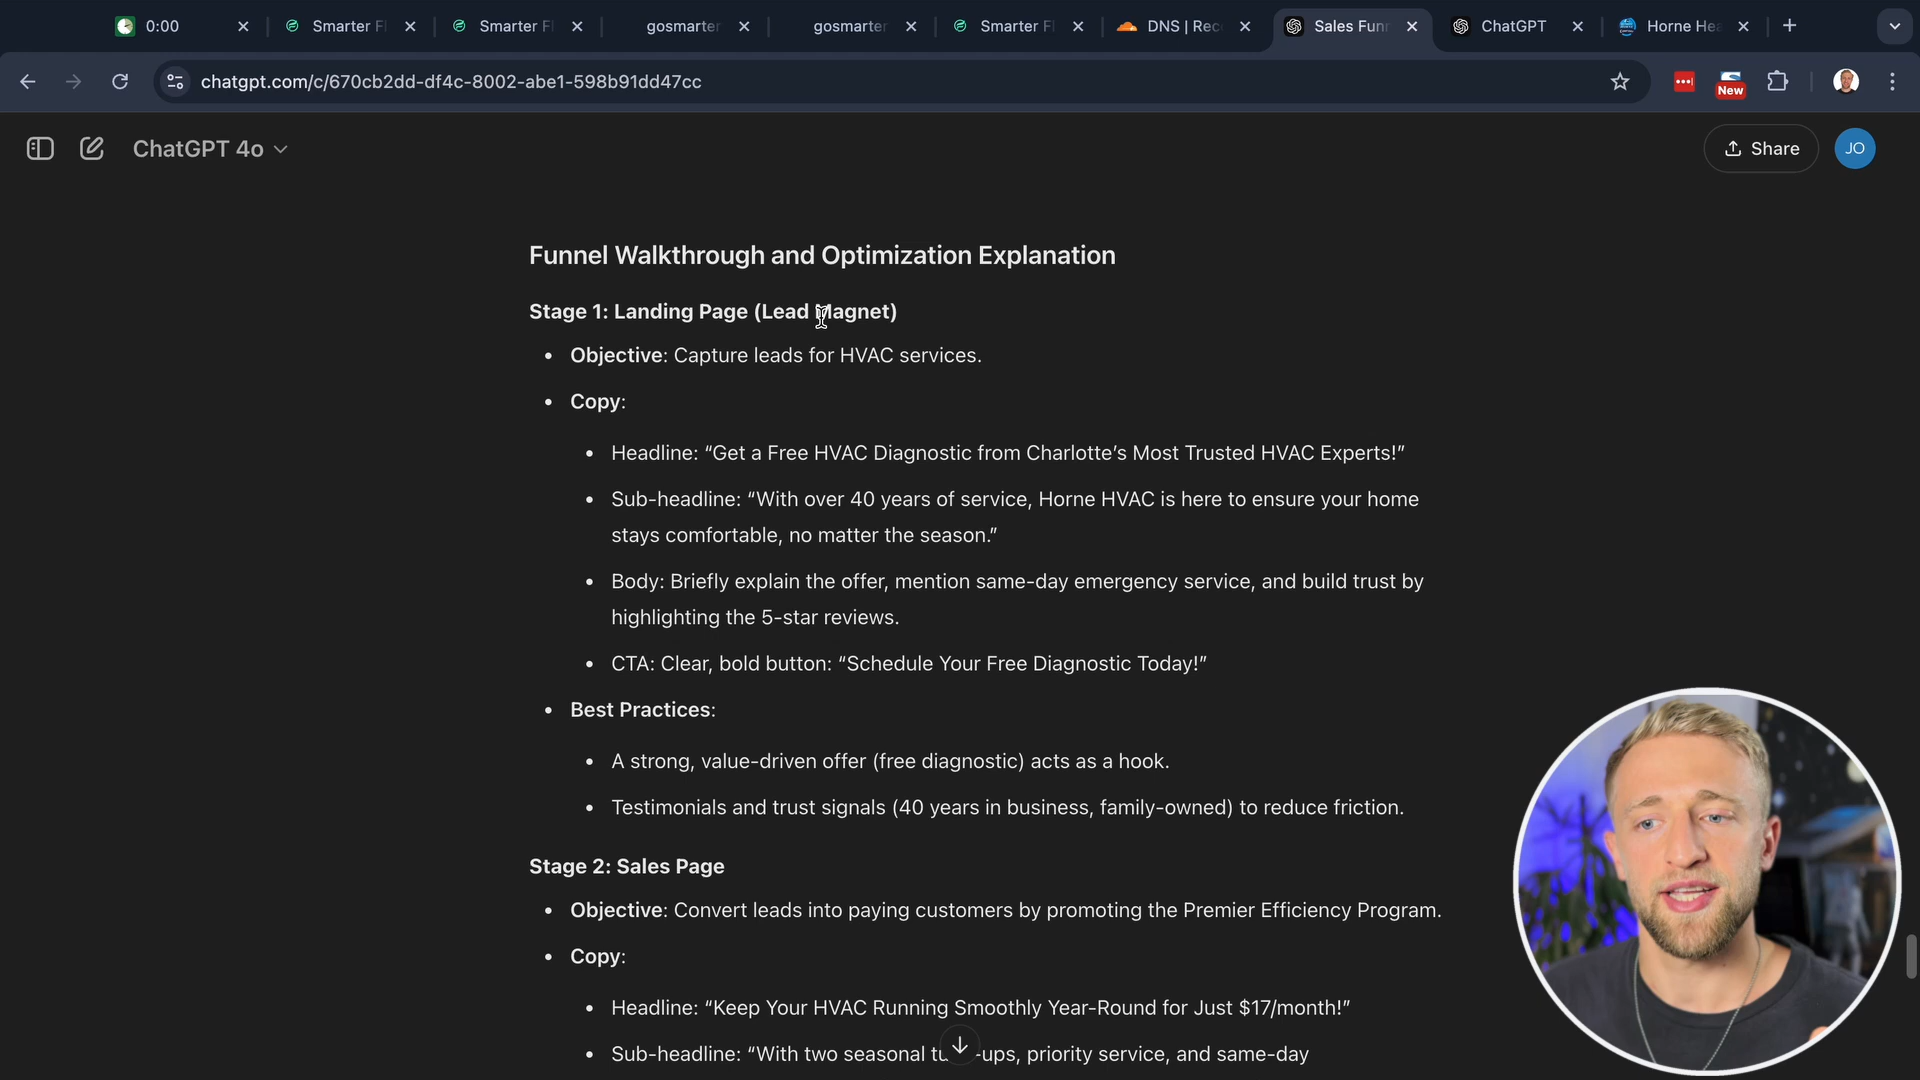 0:00 Smarter Fl Smarter Fl gosmarter gosmarter Smarter Fl DNS | Rec Sales Fun ChatGPT Horne He
chatgpt.com/c/670cb2dd-df4c-8002-abe1-598b91dd47cc
New
ChatGPT 4o Share JO
Funnel Walkthrough and Optimization Explanation
Stage 1: Landing Page (Lead Magnet)
• Objective: Capture leads for HVAC services.
• Copy:
• Headline: “Get a Free HVAC Diagnostic from Charlotte’s Most Trusted HVAC Experts!”
• Sub-headline: “With over 40 years of service, Horne HVAC is here to ensure your home
stays comfortable, no matter the season.”
• Body: Briefly explain the offer, mention same-day emergency service, and build trust by
highlighting the 5-star reviews.
• CTA: Clear, bold button: “Schedule Your Free Diagnostic Today!”
• Best Practices:
• A strong, value-driven offer (free diagnostic) acts as a hook.
• Testimonials and trust signals (40 years in business, family-owned) to reduce friction.
Stage 2: Sales Page
• Objective: Convert leads into paying customers by promoting the Premier Efficiency Program.
• Copy:
• Headline: “Keep Your HVAC Running Smoothly Year-Round for Just $17/month!”
• Sub-headline: “With two seasonal tu -ups, priority service, and same-day